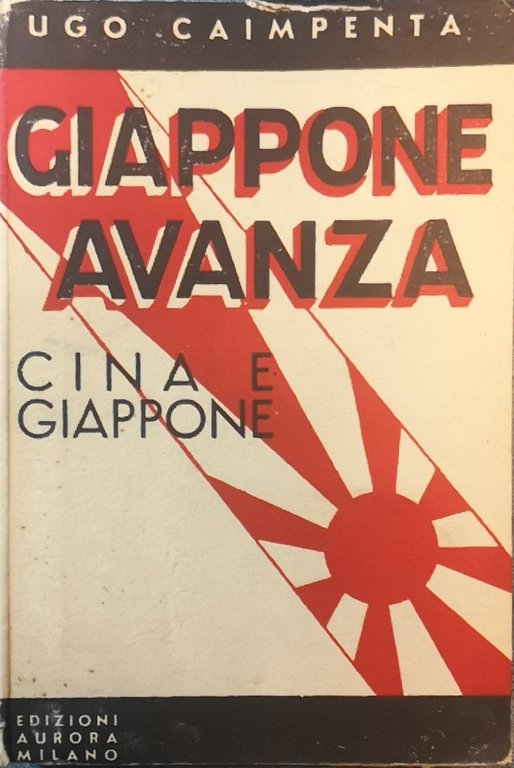 UGO CAIMPENTA
GIAPPONE
AVANZA
CINA E
GIAPPONE
EDIZIONI
AURORA
MILANO